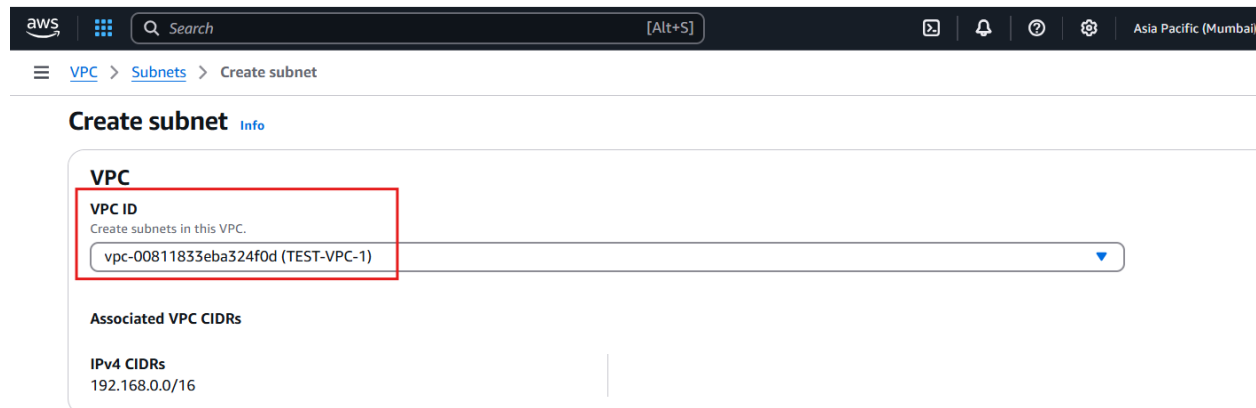 aws Search [Alt+S] Asia Pacific (Mumbai)
VPC > Subnets > Create subnet
Create subnet Info
VPC
VPC ID
Create subnets in this VPC.
vpc-00811833eba324f0d (TEST-VPC-1)
Associated VPC CIDRs
IPv4 CIDRs
192.168.0.0/16